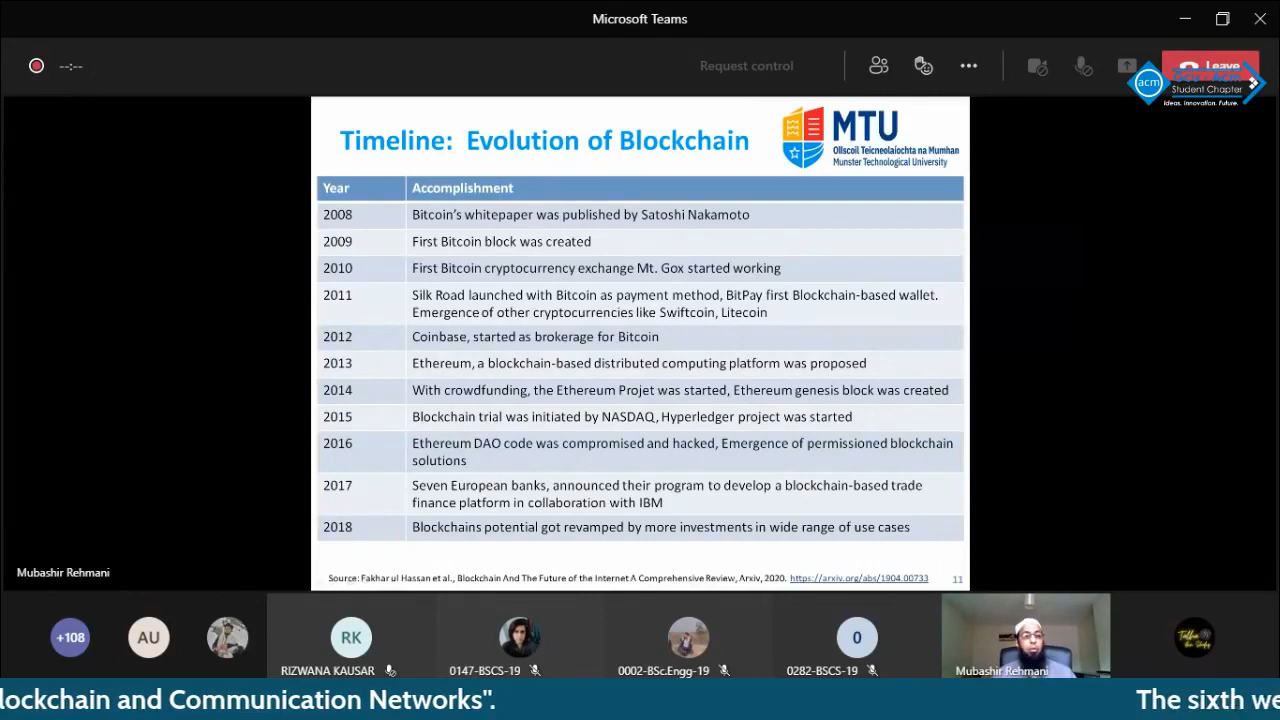 Microsoft Teams
--:--
Request control
Leave
acm
Student Chapter
Ideas. Innovation. Future.
Timeline: Evolution of Blockchain
MTU
Ollscoil Teicneolaíochta na Mumhan
Munster Technological University
Year Accomplishment
2008 Bitcoin's whitepaper was published by Satoshi Nakamoto
2009 First Bitcoin block was created
2010 First Bitcoin cryptocurrency exchange Mt. Gox started working
2011 Silk Road launched with Bitcoin as payment method, BitPay first Blockchain-based wallet.
Emergence of other cryptocurrencies like Swiftcoin, Litecoin
2012 Coinbase, started as brokerage for Bitcoin
2013 Ethereum, a blockchain-based distributed computing platform was proposed
2014 With crowdfunding, the Ethereum Projet was started, Ethereum genesis block was created
2015 Blockchain trial was initiated by NASDAQ, Hyperledger project was started
2016 Ethereum DAO code was compromised and hacked, Emergence of permissioned blockchain
solutions
2017 Seven European banks, announced their program to develop a blockchain-based trade
finance platform in collaboration with IBM
2018 Blockchains potential got revamped by more investments in wide range of use cases
Source: Fakhar ul Hassan et al., Blockchain And The Future of the Internet A Comprehensive Review, Arxiv, 2020. https://arxiv.org/abs/1904.00733 11
Mubashir Rehmani
+108 AU RK 0
RIZWANA KAUSAR 0147-BSCS-19 0002-BSc.Engg-19 0282-BSCS-19 Mubashir Rehmani
lockchain and Communication Networks". The sixth we